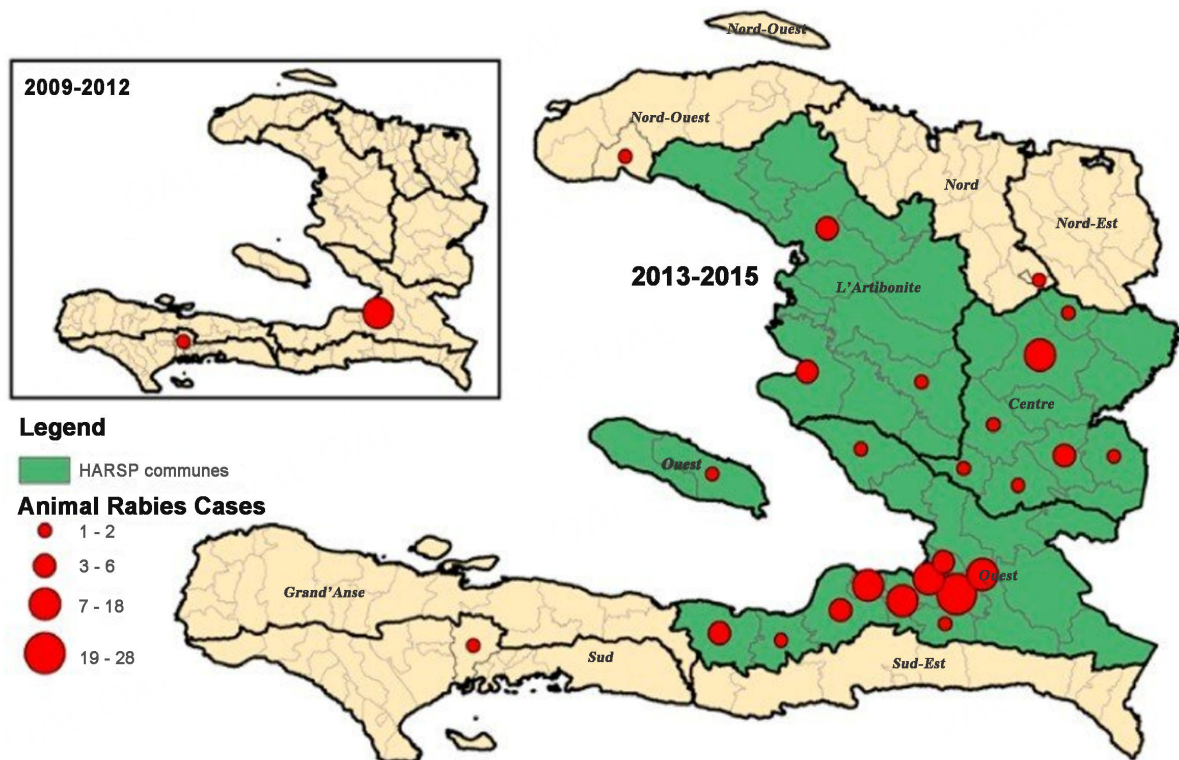 2009-2012
Nord-Ouest
Nord-Ouest
Nord
Nord-Est
2013-2015
L'Artibonite
Centre
Ouest
Ouest
Grand'Anse
Sud
Sud-Est
Legend
HARSP communes
Animal Rabies Cases
1 - 2
3 - 6
7 - 18
19 - 28